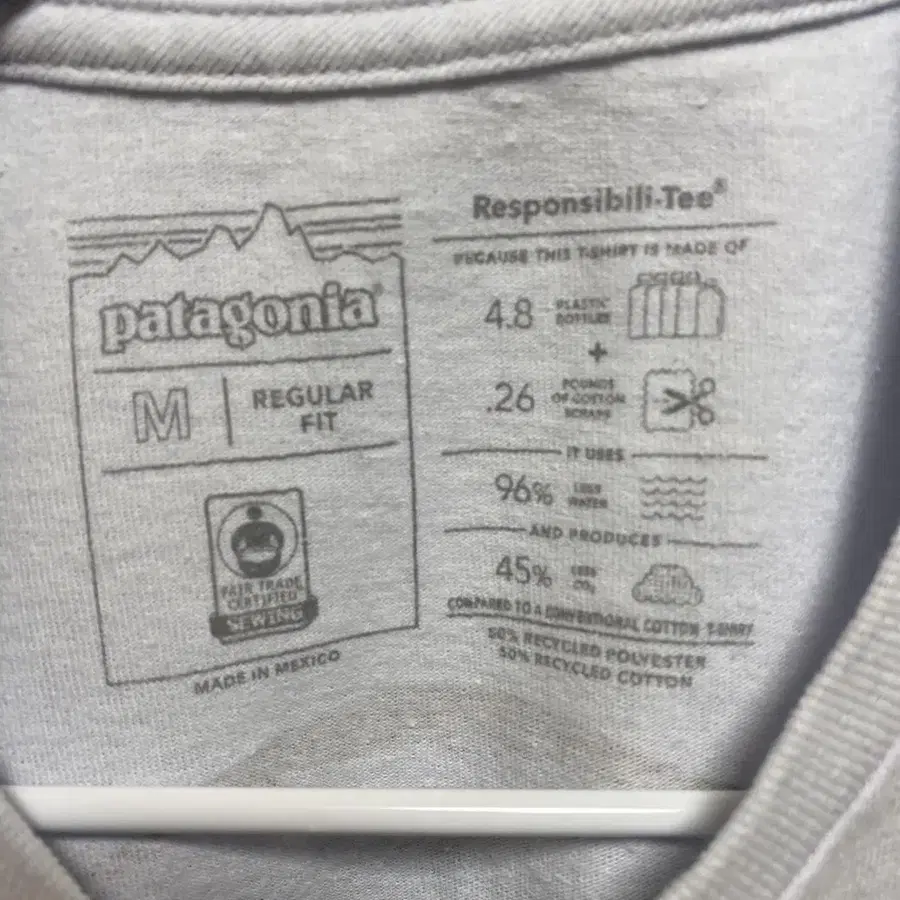 patagonia®
M
REGULAR
FIT
FAIR TRADE
CERTIFIED
SEWING
MADE IN MEXICO
Responsibili-Tee®
BECAUSE THIS T-SHIRT IS MADE OF
4.8 PLASTIC
BOTTLES
+
.26 POUNDS
OF COTTON
SCRAPS
IT USES
96% LESS
WATER
AND PRODUCES
45% LESS
CO₂
COMPARED TO A CONVENTIONAL COTTON T-SHIRT
50% RECYCLED POLYESTER
50% RECYCLED COTTON